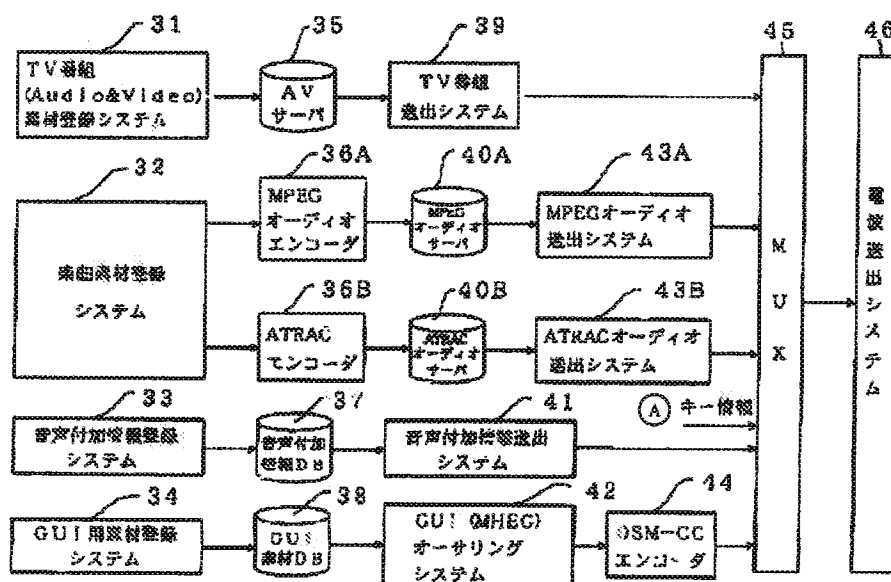 31
35
39
45
46
TV番組
(Audio&Video)
素材登録システム
AV
サーバ
TV番組
送出システム
32
36A
40A
43A
楽曲素材登録
システム
MPEG
オーディオ
エンコーダ
MPEG
オーディオ
サーバ
MPEGオーディオ
送出システム
MUX
電波送出システム
36B
40B
43B
ATRAC
エンコーダ
ATRAC
オーディオ
サーバ
ATRACオーディオ
送出システム
A キー情報
33
37
41
音声付加情報登録
システム
音声付加
情報DB
音声付加情報送出
システム
34
38
42
44
GUI用素材登録
システム
GUI
素材DB
GUI (MHEG)
オーサリング
システム
DSM-CC
エンコーダ